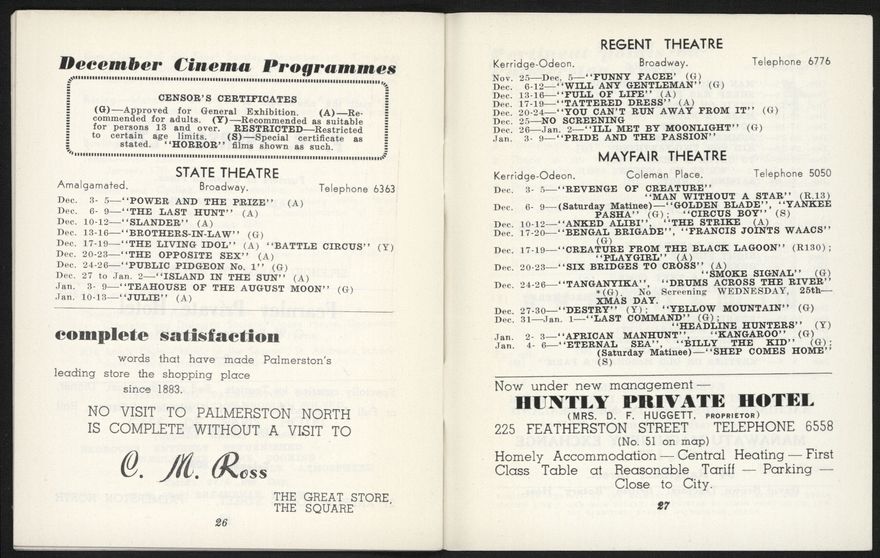 December Cinema Programmes
CENSOR'S CERTIFICATES
(G)—Approved for General Exhibition. (A)—Re-
commended for adults. (Y)—Recommended as suitable
for persons 13 and over. RESTRICTED—Restricted
to certain age limits. (S)—Special certificate as
stated. "HORROR" films shown as such.
STATE THEATRE
Amalgamated. Broadway. Telephone 6363
Dec. 3- 5—"POWER AND THE PRIZE" (A)
Dec. 6- 9—"THE LAST HUNT" (A)
Dec. 10-12—"SLANDER" (A)
Dec. 13-16—"BROTHERS-IN-LAW" (G)
Dec. 17-19—"THE LIVING IDOL" (A) "BATTLE CIRCUS" (Y)
Dec. 20-23—"THE OPPOSITE SEX" (A)
Dec. 24-26—"PUBLIC PIDGEON No. 1" (G)
Dec. 27 to Jan. 2—"ISLAND IN THE SUN" (A)
Jan. 3- 9—"TEAHOUSE OF THE AUGUST MOON" (G)
Jan. 10-13—"JULIE" (A)
complete satisfaction
words that have made Palmerston's
leading store the shopping place
since 1883.
NO VISIT TO PALMERSTON NORTH
IS COMPLETE WITHOUT A VISIT TO
C. M. Ross
THE GREAT STORE,
THE SQUARE
26
REGENT THEATRE
Kerridge-Odeon. Broadway. Telephone 6776
Nov. 25—Dec. 5—"FUNNY FACEE' (G)
Dec. 6-12—"WILL ANY GENTLEMAN" (G)
Dec. 13-16—"FULL OF LIFE" (A)
Dec. 17-19—"TATTERED DRESS" (A)
Dec. 20-24—"YOU CAN'T RUN AWAY FROM IT" (G)
Dec. 25—NO SCREENING
Dec. 26—Jan. 2—"ILL MET BY MOONLIGHT" (G)
Jan. 3- 9—"PRIDE AND THE PASSION"
MAYFAIR THEATRE
Kerridge-Odeon. Coleman Place. Telephone 5050
Dec. 3- 5—"REVENGE OF CREATURE"
"MAN WITHOUT A STAR" (R.13)
Dec. 6- 9—(Saturday Matinee)—"GOLDEN BLADE", "YANKEE
PASHA" (G); "CIRCUS BOY" (S)
Dec. 10-12—"ANKED ALIBI", "THE STRIKE (A)
Dec. 17-20—"BENGAL BRIGADE", "FRANCIS JOINTS WAACS"
(G)
Dec. 17-19—"CREATURE FROM THE BLACK LAGOON" (R130);
"PLAYGIRL" (A)
Dec. 20-23—"SIX BRIDGES TO CROSS" (A)
"SMOKE SIGNAL" (G)
Dec. 24-26—"TANGANYIKA", "DRUMS ACROSS THE RIVER"
*(G). No Screening WEDNESDAY, 25th—
XMAS DAY.
Dec. 27-30—"DESTRY" (Y); "YELLOW MOUNTAIN" (G)
Dec. 31—Jan. 1—"LAST COMMAND" (G);
"HEADLINE HUNTERS" (Y)
Jan. 2- 3—"AFRICAN MANHUNT", "KANGAROO" (G)
Jan. 4- 6—"ETERNAL SEA", "BILLY THE KID" (G);
(Saturday Matinee)—"SHEP COMES HOME"
(S)
Now under new management—
HUNTLY PRIVATE HOTEL
(MRS. D. F. HUGGETT, PROPRIETOR)
225 FEATHERSTON STREET TELEPHONE 6558
(No. 51 on map)
Homely Accommodation — Central Heating — First
Class Table at Reasonable Tariff — Parking —
Close to City.
27